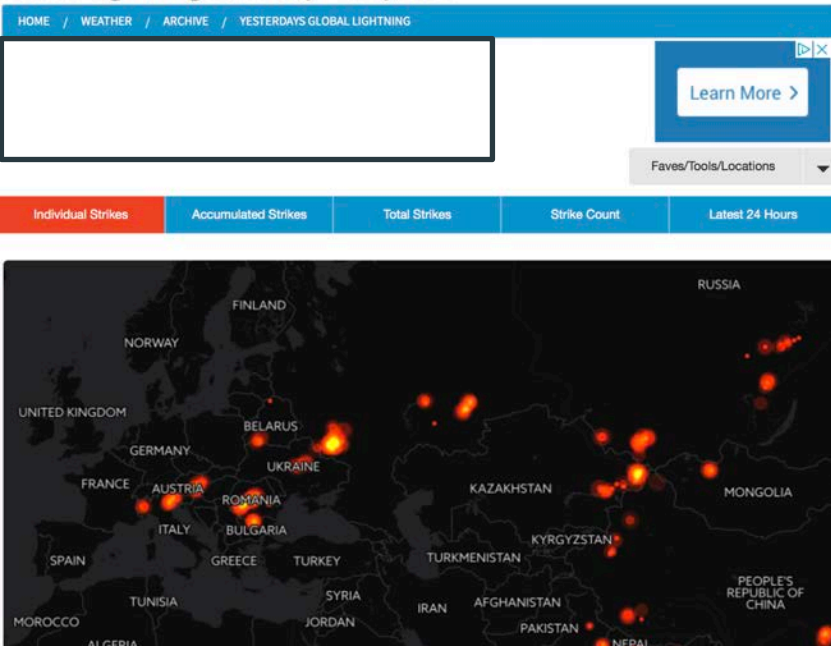 HOME / WEATHER / ARCHIVE / YESTERDAYS GLOBAL LIGHTNING
Learn More >
Faves/Tools/Locations
Individual Strikes
Accumulated Strikes
Total Strikes
Strike Count
Latest 24 Hours
RUSSIA
FINLAND
NORWAY
UNITED KINGDOM
BELARUS
GERMANY
UKRAINE
FRANCE
AUSTRIA
ROMANIA
KAZAKHSTAN
MONGOLIA
ITALY
BULGARIA
KYRGYZSTAN
SPAIN
GREECE
TURKEY
TURKMENISTAN
PEOPLE'S
REPUBLIC OF
CHINA
TUNISIA
SYRIA
IRAN
AFGHANISTAN
MOROCCO
JORDAN
PAKISTAN
ALGERIA
NEPAL